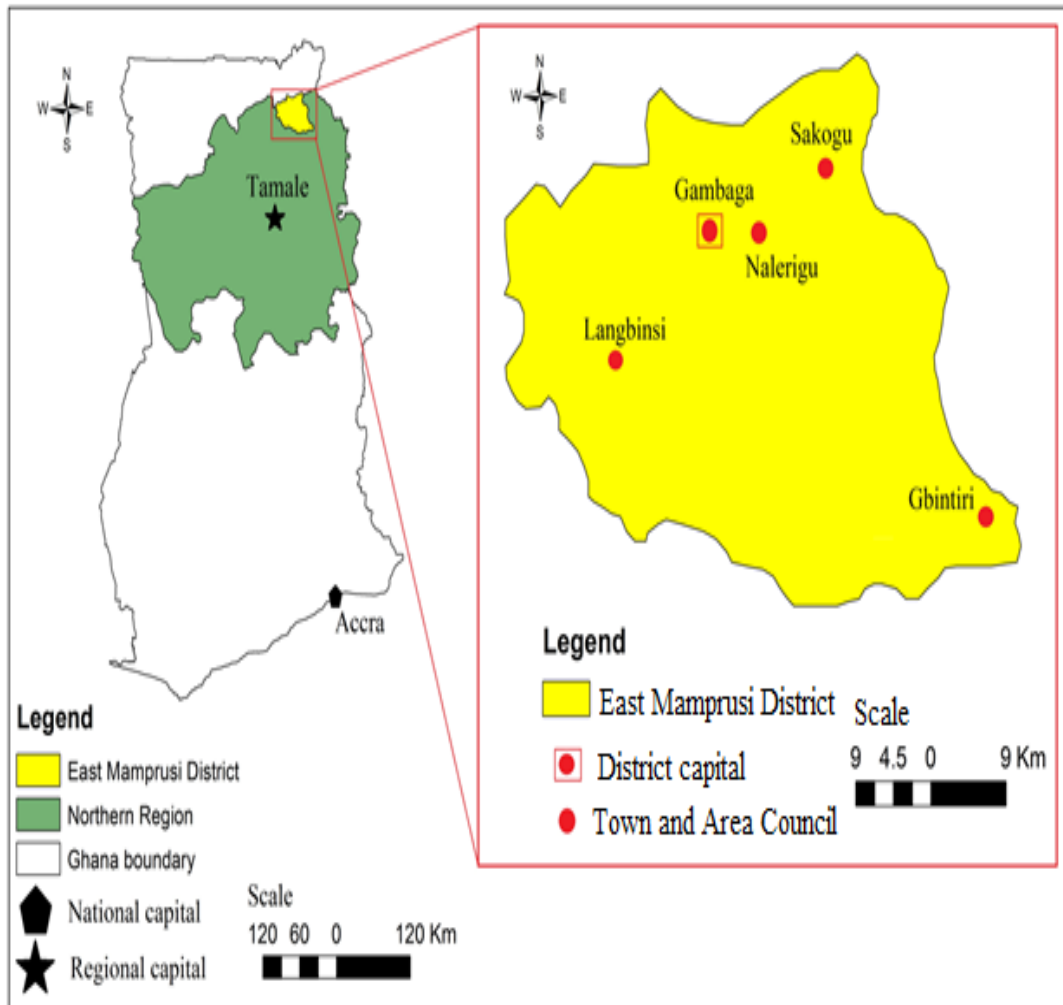 N
W E
S
Tamale
Accra
Legend
East Mamprusi District
Northern Region
Ghana boundary
National capital
Regional capital
Scale
120 60 0 120 Km
N
W E
S
Sakogu
Gambaga
Nalerigu
Langbinsi
Gbintiri
Legend
East Mamprusi District
District capital
Town and Area Council
Scale
9 4.5 0 9 Km